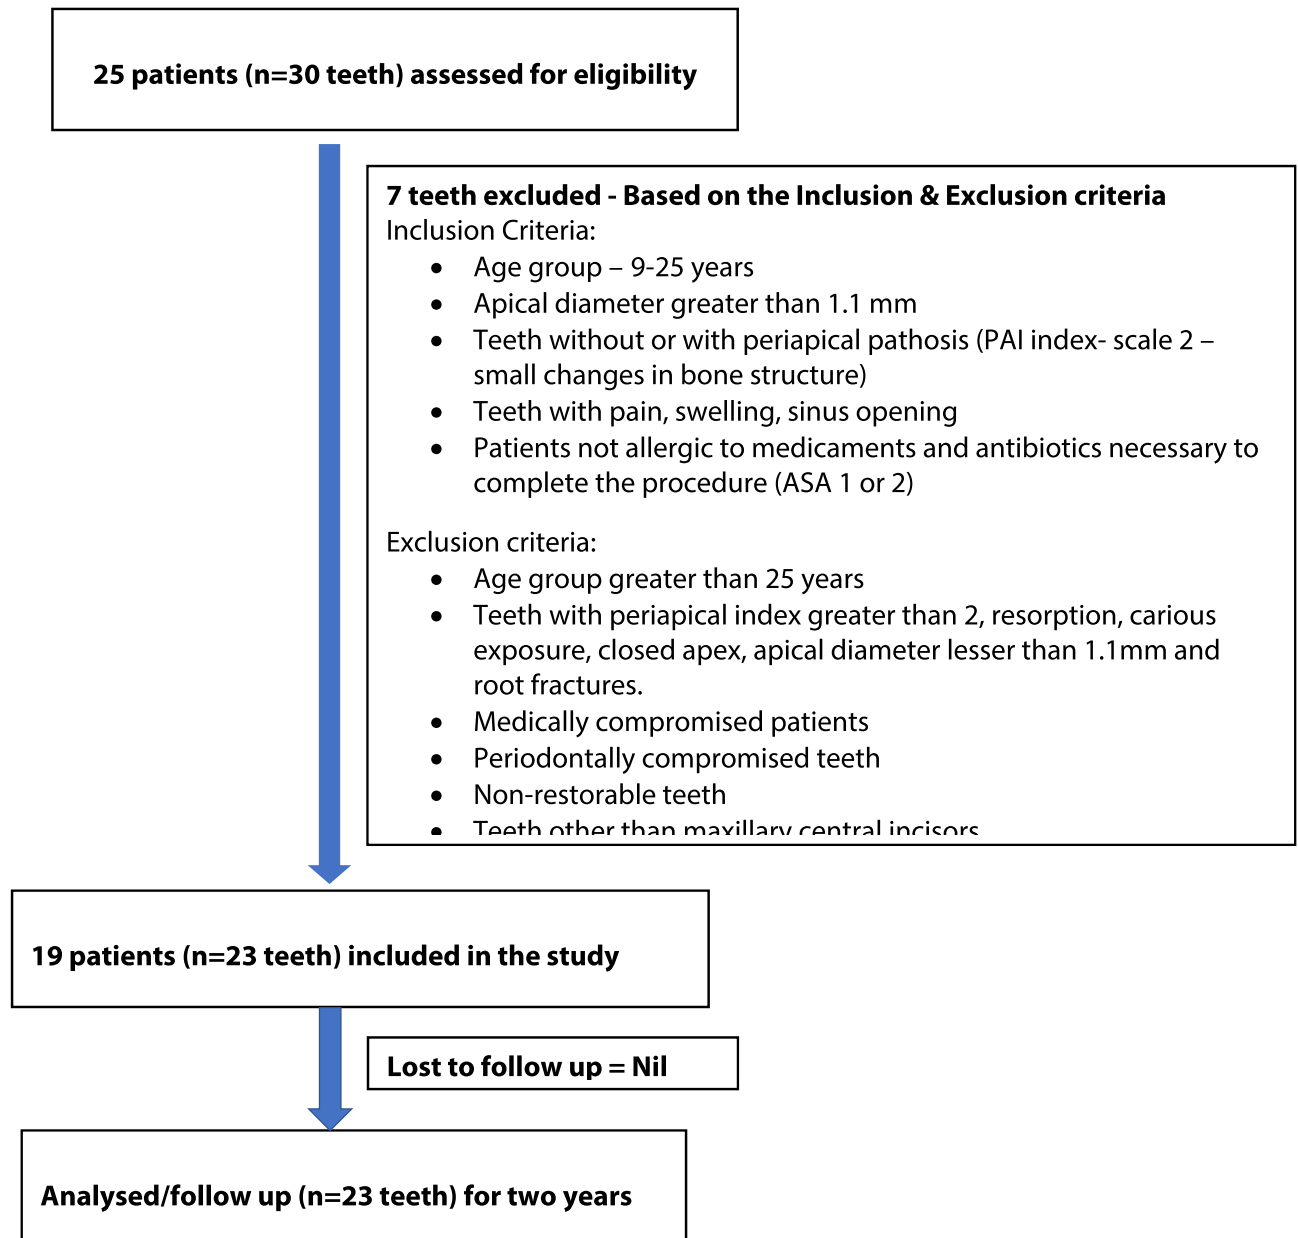 25 patients (n=30 teeth) assessed for eligibility
7 teeth excluded - Based on the Inclusion & Exclusion criteria
Inclusion Criteria:
• Age group – 9-25 years
• Apical diameter greater than 1.1 mm
• Teeth without or with periapical pathosis (PAI index- scale 2 –
small changes in bone structure)
• Teeth with pain, swelling, sinus opening
• Patients not allergic to medicaments and antibiotics necessary to
complete the procedure (ASA 1 or 2)
Exclusion criteria:
• Age group greater than 25 years
• Teeth with periapical index greater than 2, resorption, carious
exposure, closed apex, apical diameter lesser than 1.1mm and
root fractures.
• Medically compromised patients
• Periodontally compromised teeth
• Non-restorable teeth
• Teeth other than maxillary central incisors
19 patients (n=23 teeth) included in the study
Lost to follow up = Nil
Analysed/follow up (n=23 teeth) for two years